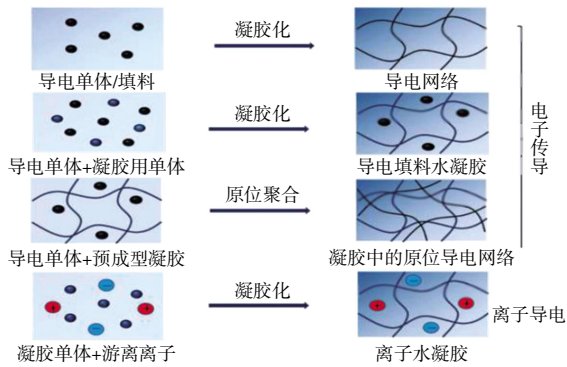 凝胶化
导电单体/填料
导电网络
凝胶化
导电单体+凝胶用单体
导电填料水凝胶
原位聚合
导电单体+预成型凝胶
凝胶中的原位导电网络
电子传导
凝胶化
+
−
+
+
−
−
+
−
离子导电
凝胶单体+游离离子
离子水凝胶